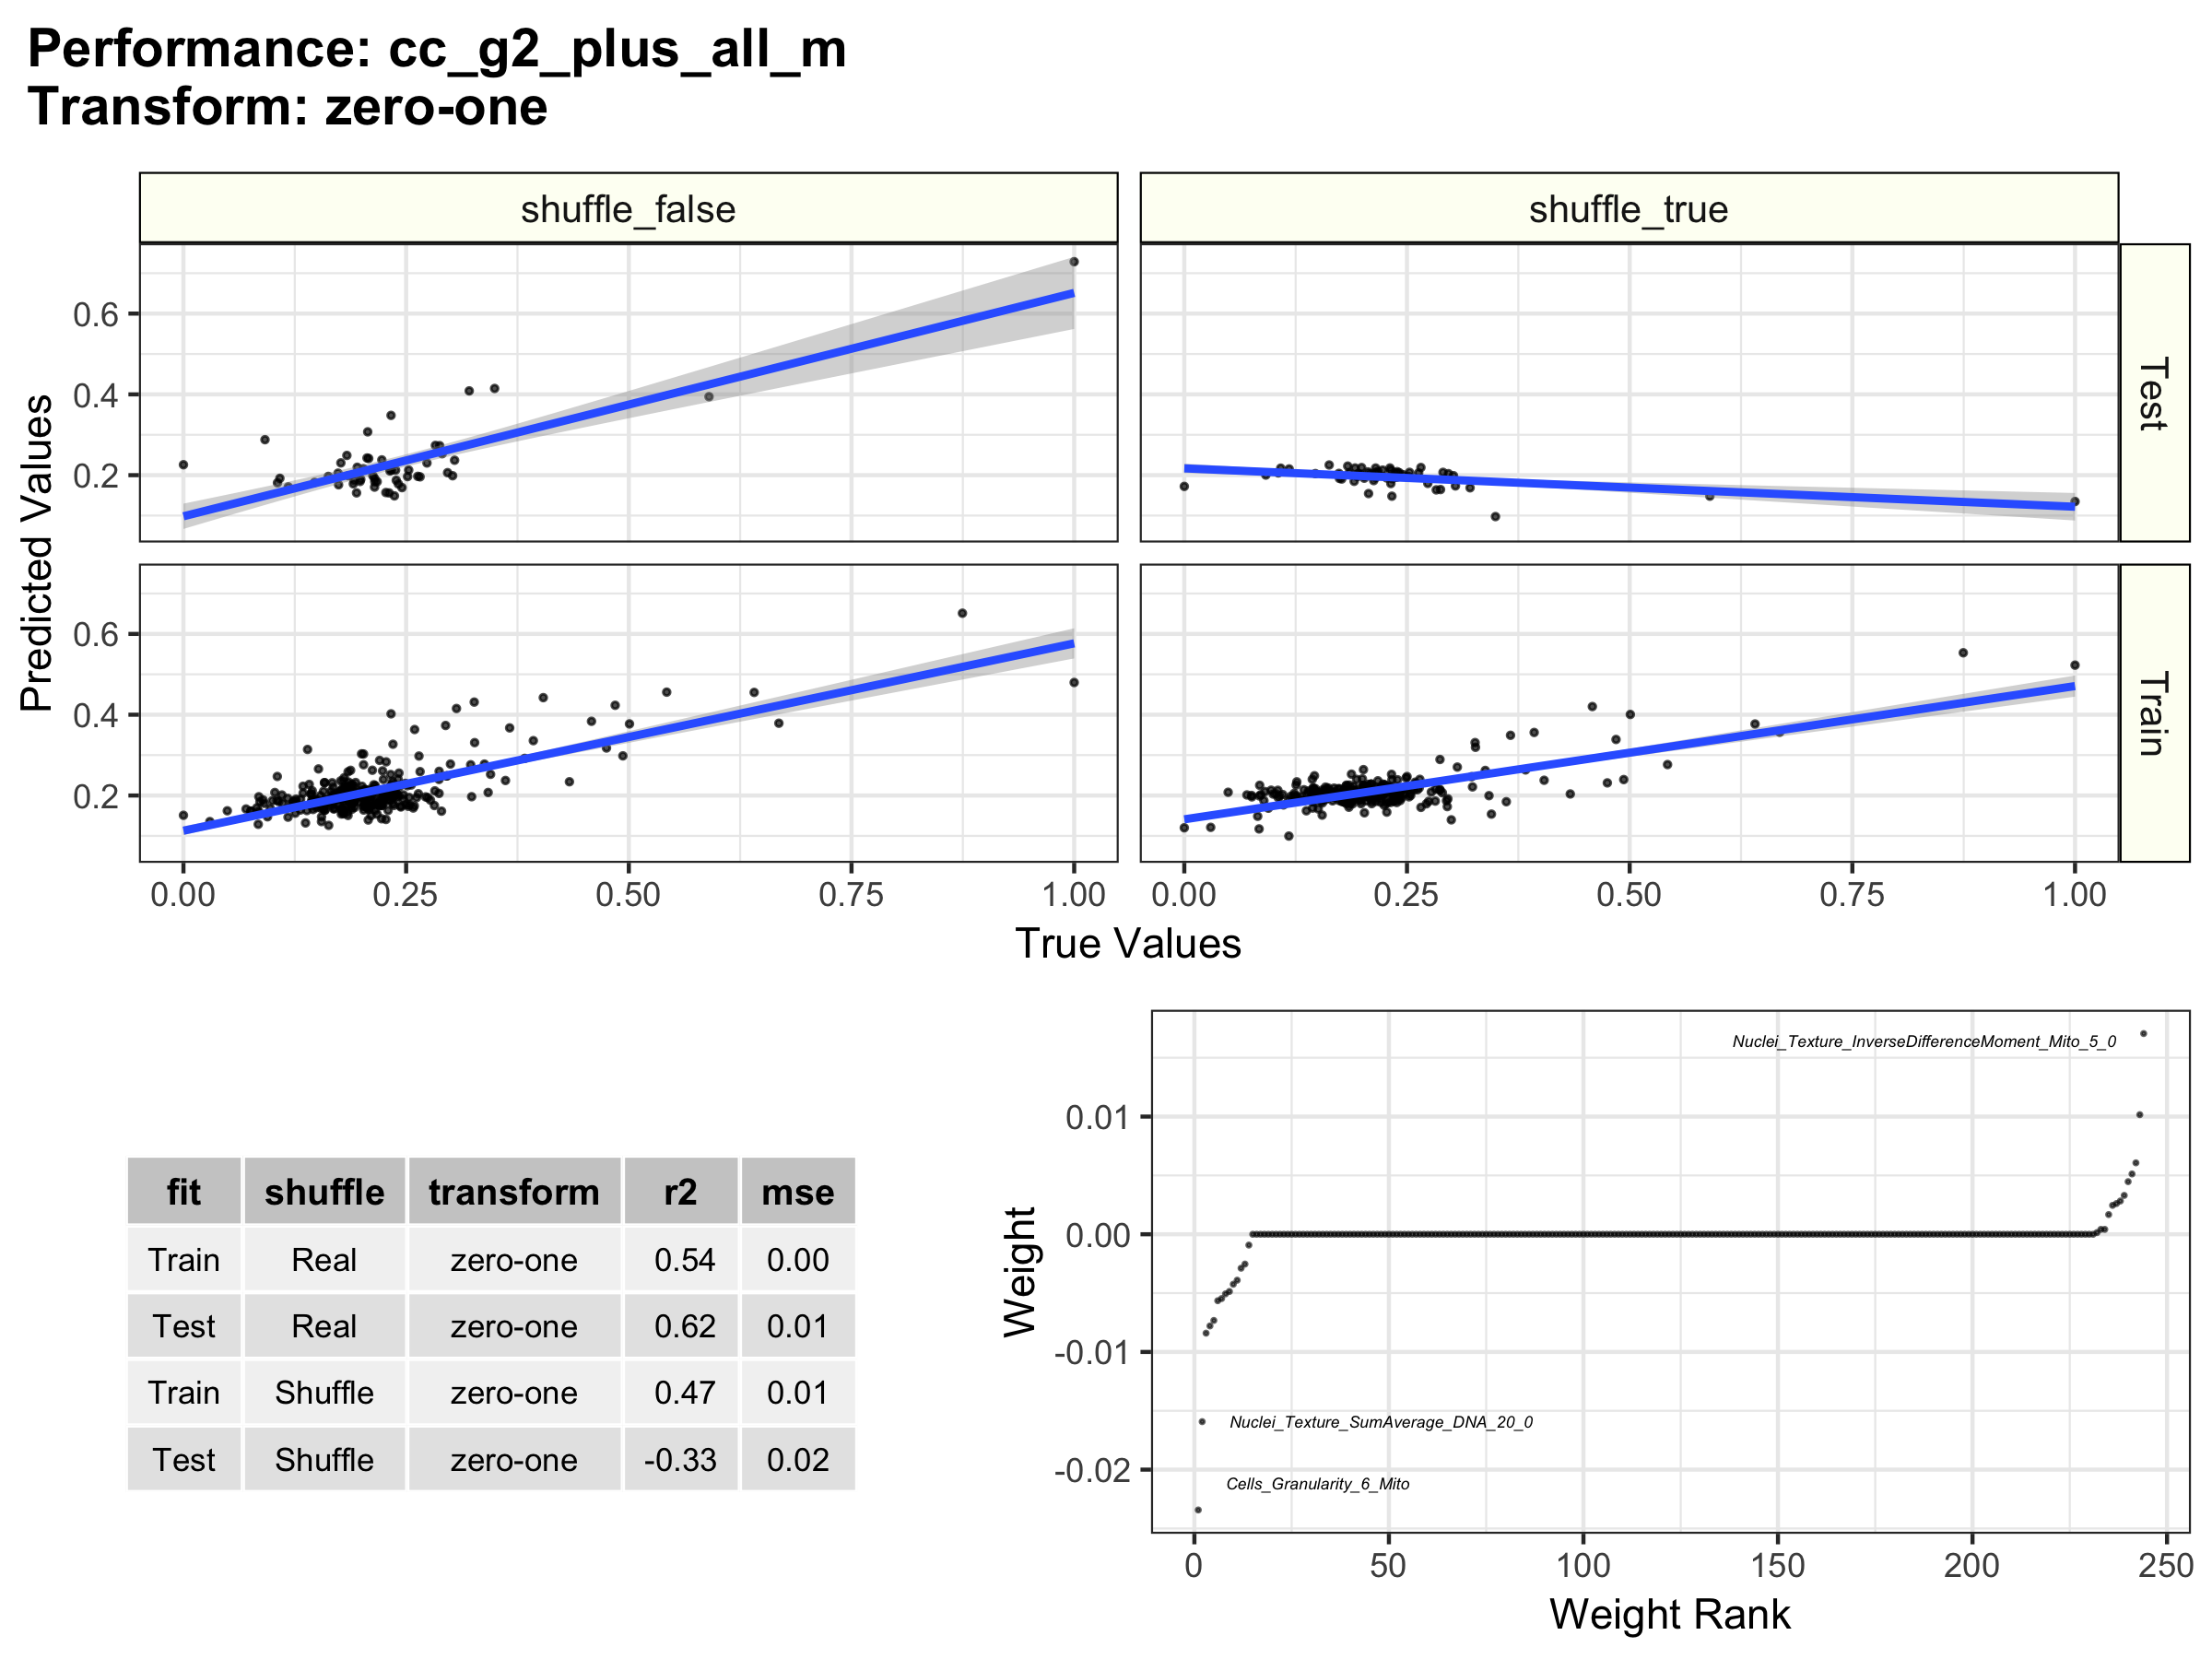 Performance: cc_g2_plus_all_m
Transform: zero-one
shuffle_false
shuffle_true
0.6
0.4
0.2
Test
0.6
0.4
0.2
Train
Predicted Values
0.00 0.25 0.50 0.75 1.00
0.00 0.25 0.50 0.75 1.00
True Values
fit shuffle transform r2 mse
Train Real zero-one 0.54 0.00
Test Real zero-one 0.62 0.01
Train Shuffle zero-one 0.47 0.01
Test Shuffle zero-one -0.33 0.02
Nuclei_Texture_InverseDifferenceMoment_Mito_5_0
0.01
0.00
-0.01
-0.02
Weight
Nuclei_Texture_SumAverage_DNA_20_0
Cells_Granularity_6_Mito
0 50 100 150 200 250
Weight Rank